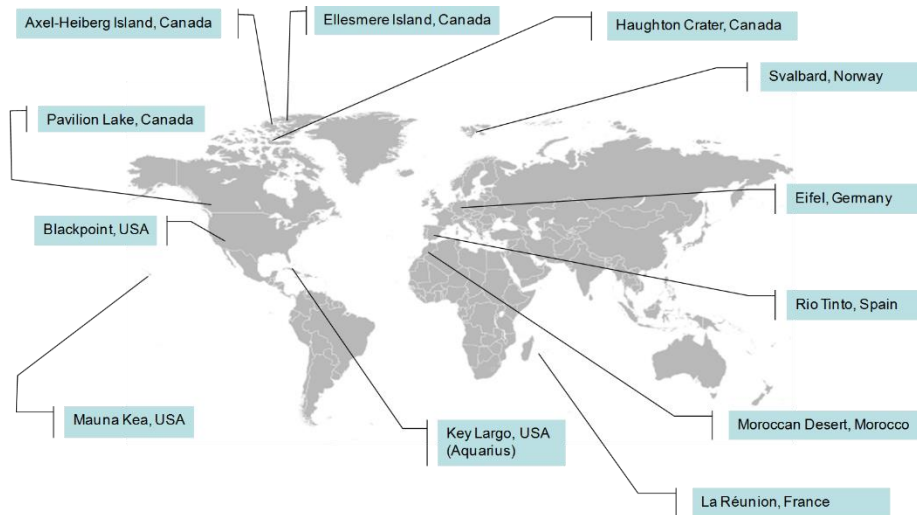 Axel-Heiberg Island, Canada
Ellesmere Island, Canada
Haughton Crater, Canada
Svalbard, Norway
Pavilion Lake, Canada
Eifel, Germany
Blackpoint, USA
Rio Tinto, Spain
Mauna Kea, USA
Key Largo, USA
(Aquarius)
Moroccan Desert, Morocco
La Réunion, France